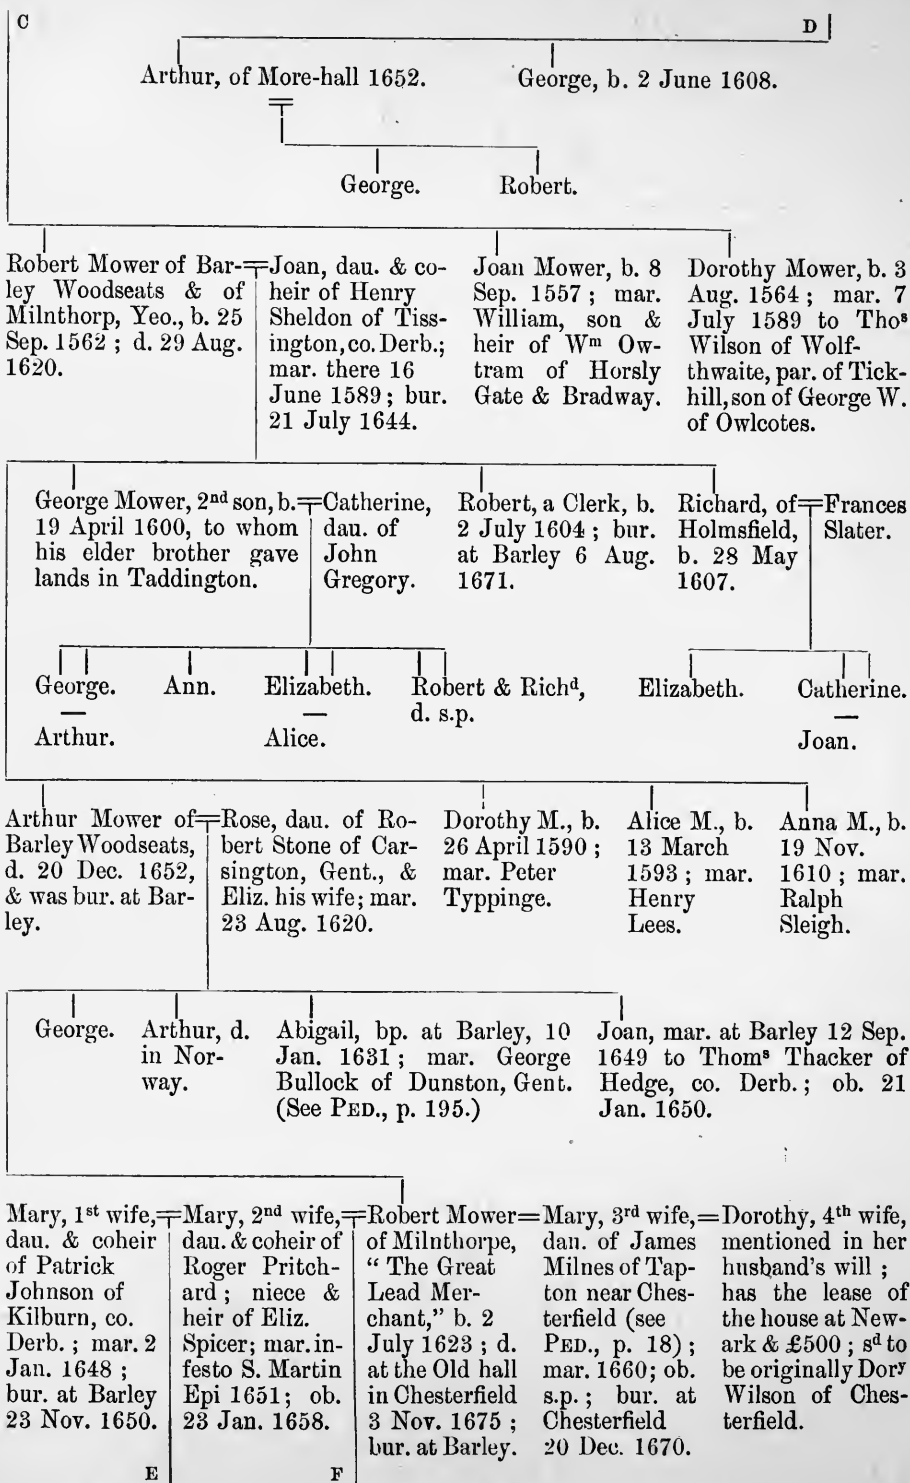 C
D
Arthur, of More-hall 1652.
George, b. 2 June 1608.
George.
Robert.
Robert Mower of Bar-
ley Woodseats & of
Milnthorp, Yeo., b. 25
Sep. 1562 ; d. 29 Aug.
1620.
Joan, dau. & co-
heir of Henry
Sheldon of Tiss-
ington, co. Derb.;
mar. there 16
June 1589 ; bur.
21 July 1644.
Joan Mower, b. 8
Sep. 1557 ; mar.
William, son &
heir of Wm Ow-
tram of Horsly
Gate & Bradway.
Dorothy Mower, b. 3
Aug. 1564 ; mar. 7
July 1589 to Thos
Wilson of Wolf-
thwaite, par. of Tick-
hill, son of George W.
of Owlcotes.
George Mower, 2nd son, b.
19 April 1600, to whom
his elder brother gave
lands in Taddington.
Catherine,
dau. of
John
Gregory.
Robert, a Clerk, b.
2 July 1604 ; bur.
at Barley 6 Aug.
1671.
Richard, of
Holmsfield,
b. 28 May
1607.
Frances
Slater.
George.
—
Arthur.
Ann.
Elizabeth.
—
Alice.
Robert & Richd,
d. s.p.
Elizabeth.
Catherine.
—
Joan.
Arthur Mower of
Barley Woodseats,
d. 20 Dec. 1652,
& was bur. at Bar-
ley.
Rose, dau. of Ro-
bert Stone of Car-
sington, Gent., &
Eliz. his wife; mar.
23 Aug. 1620.
Dorothy M., b.
26 April 1590 ;
mar. Peter
Typpinge.
Alice M., b.
13 March
1593 ; mar.
Henry
Lees.
Anna M., b.
19 Nov.
1610 ; mar.
Ralph
Sleigh.
George.
Arthur, d.
in Nor-
way.
Abigail, bp. at Barley, 10
Jan. 1631 ; mar. George
Bullock of Dunston, Gent.
(See PED., p. 195.)
Joan, mar. at Barley 12 Sep.
1649 to Thoms Thacker of
Hedge, co. Derb. ; ob. 21
Jan. 1650.
Mary, 1st wife,
dau. & coheir
of Patrick
Johnson of
Kilburn, co.
Derb. ; mar. 2
Jan. 1648 ;
bur. at Barley
23 Nov. 1650.
E
Mary, 2nd wife,
dau. & coheir of
Roger Pritch-
ard ; niece &
heir of Eliz.
Spicer; mar. in-
festo S. Martin
Epi 1651; ob.
23 Jan. 1658.
F
Robert Mower
of Milnthorpe,
“ The Great
Lead Mer-
chant,” b. 2
July 1623 ; d.
at the Old hall
in Chesterfield
3 Nov. 1675 ;
bur. at Barley.
Mary, 3rd wife,
dau. of James
Milnes of Tap-
ton near Ches-
terfield (see
PED., p. 18) ;
mar. 1660; ob.
s.p. ; bur. at
Chesterfield
20 Dec. 1670.
Dorothy, 4th wife,
mentioned in her
husband's will ;
has the lease of
the house at New-
ark & £500 ; sd to
be originally Dory
Wilson of Ches-
terfield.